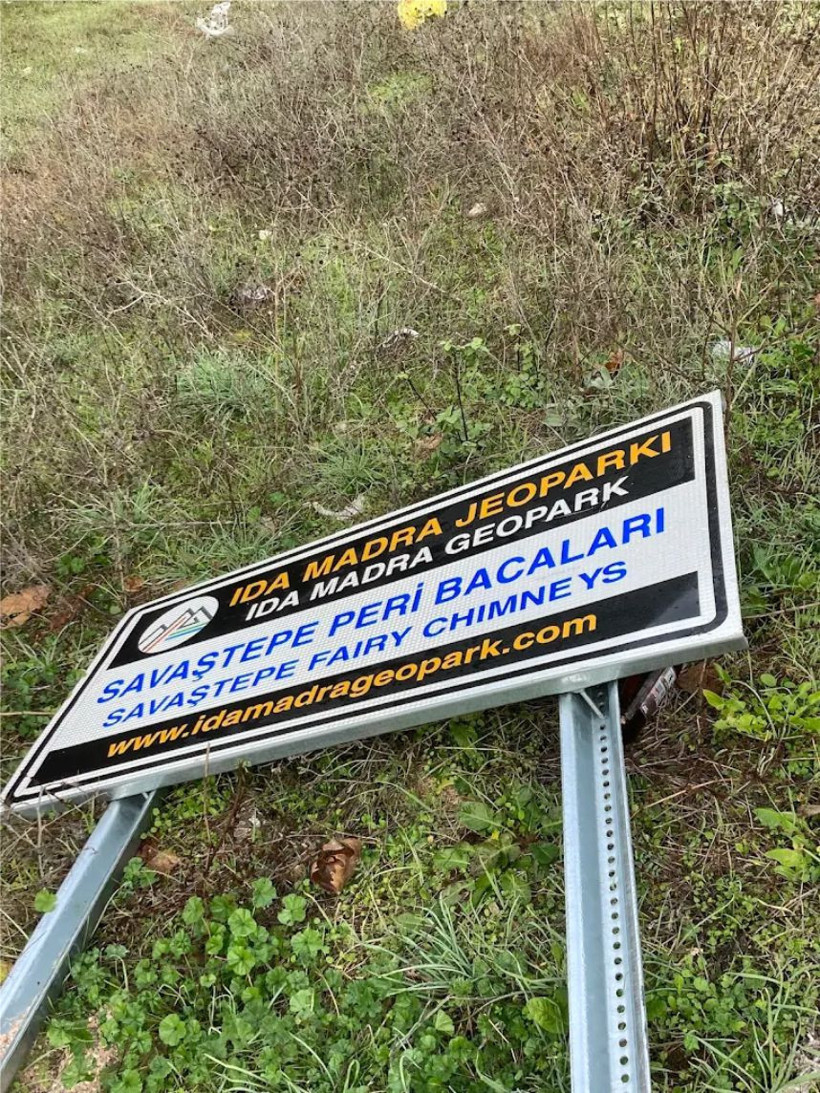 IDA MADRA JEOPARKI
IDA MADRA GEOPARK
SAVAŞTEPE PERİ BACALARI
SAVAŞTEPE FAIRY CHIMNEYS
www.idamadrageopark.com